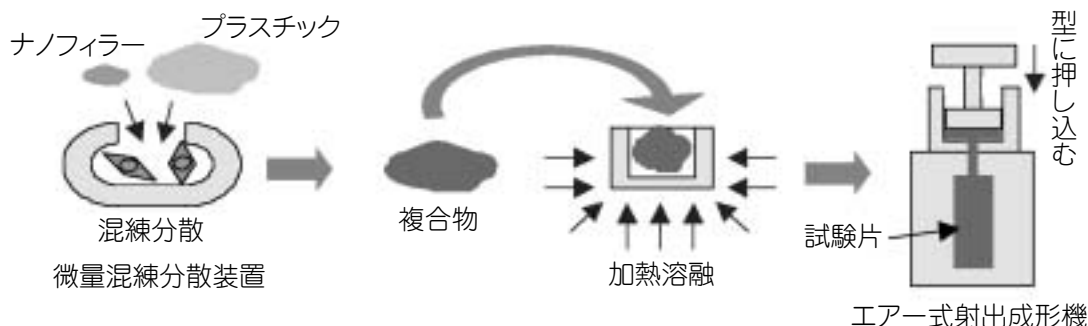 ナノフィラー
プラスチック
混練分散
微量混練分散装置
複合物
加熱溶融
型に押し込む
試験片
エアー式射出成形機